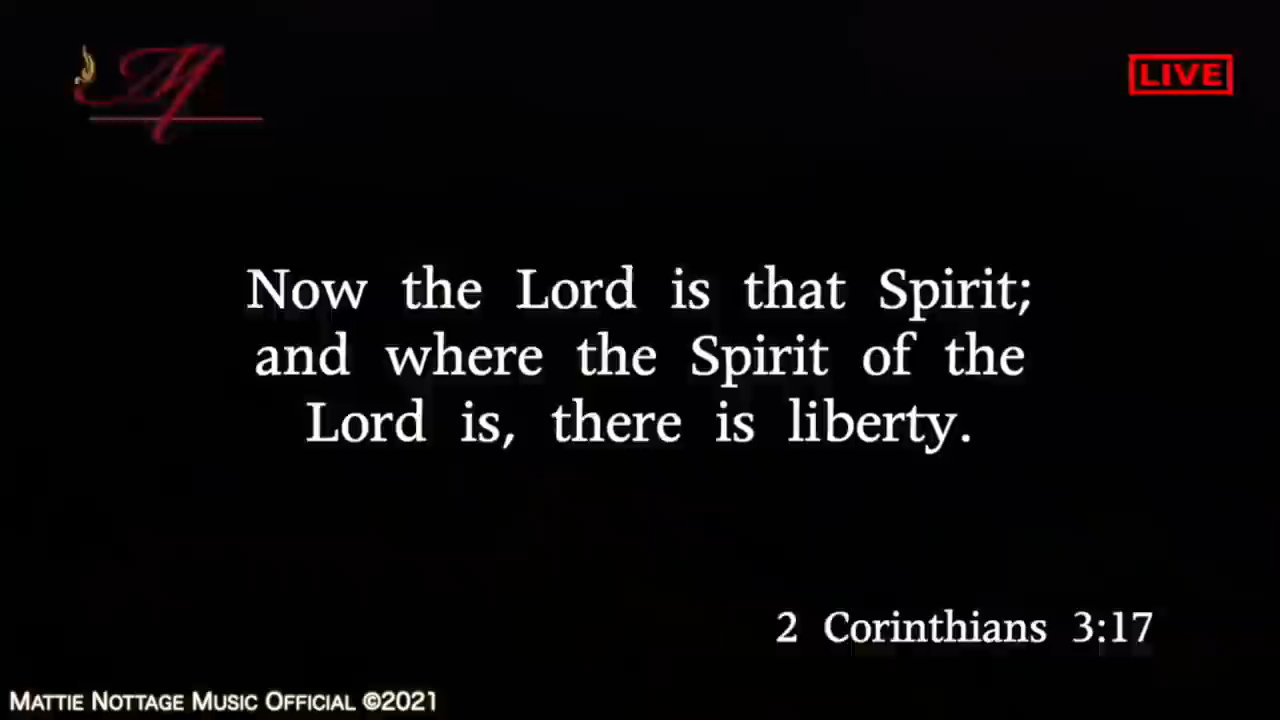 M
LIVE
Now the Lord is that Spirit;
and where the Spirit of the
Lord is, there is liberty.
2 Corinthians 3:17
MATTIE NOTTAGE MUSIC OFFICIAL ©2021